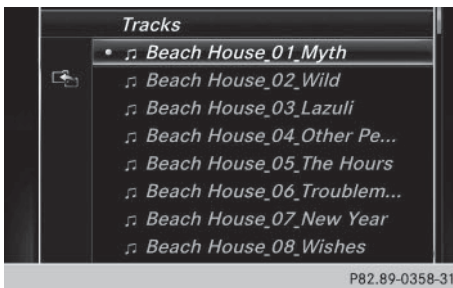 Tracks
Beach House_01_Myth
Beach House_02_Wild
Beach House_03_Lazuli
Beach House_04_Other Pe...
Beach House_05_The Hours
Beach House_06_Troublem...
Beach House_07_New Year
Beach House_08_Wishes
P82.89-0358-31